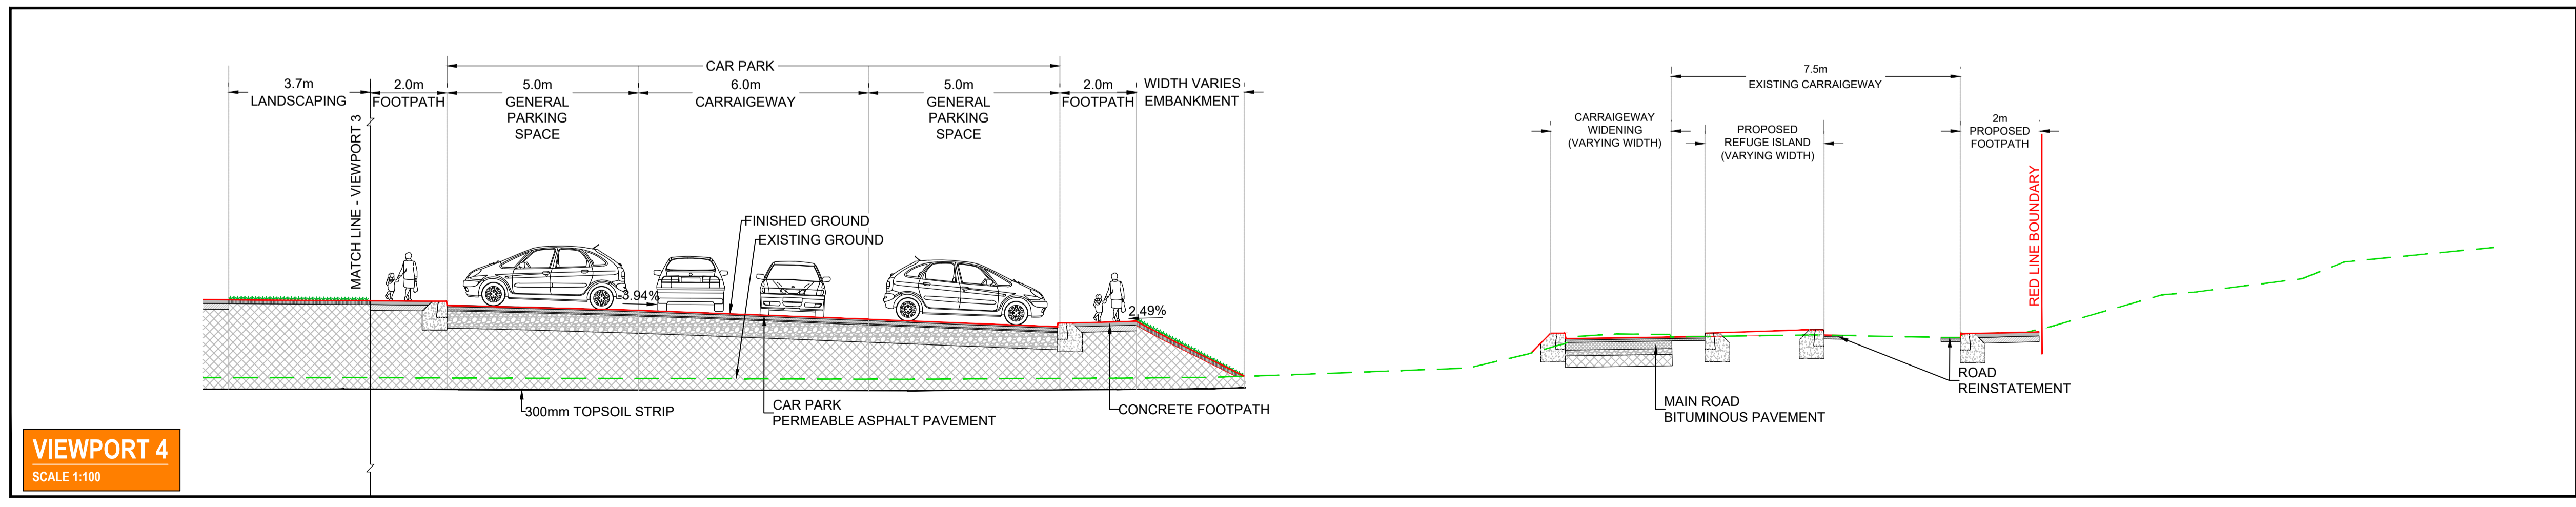 CAR PARK
3.7m
LANDSCAPING
2.0m
FOOTPATH
5.0m
GENERAL
PARKING
SPACE
6.0m
CARRAIGEWAY
5.0m
GENERAL
PARKING
SPACE
2.0m
FOOTPATH
WIDTH VARIES
EMBANKMENT
MATCH LINE - VIEWPORT 3
FINISHED GROUND
EXISTING GROUND
-3.94%
2.49%
300mm TOPSOIL STRIP
CAR PARK
PERMEABLE ASPHALT PAVEMENT
CONCRETE FOOTPATH
7.5m
EXISTING CARRAIGEWAY
CARRAIGEWAY
WIDENING
(VARYING WIDTH)
PROPOSED
REFUGE ISLAND
(VARYING WIDTH)
2m
PROPOSED
FOOTPATH
RED LINE BOUNDARY
MAIN ROAD
BITUMINOUS PAVEMENT
ROAD
REINSTATEMENT
VIEWPORT 4
SCALE 1:100